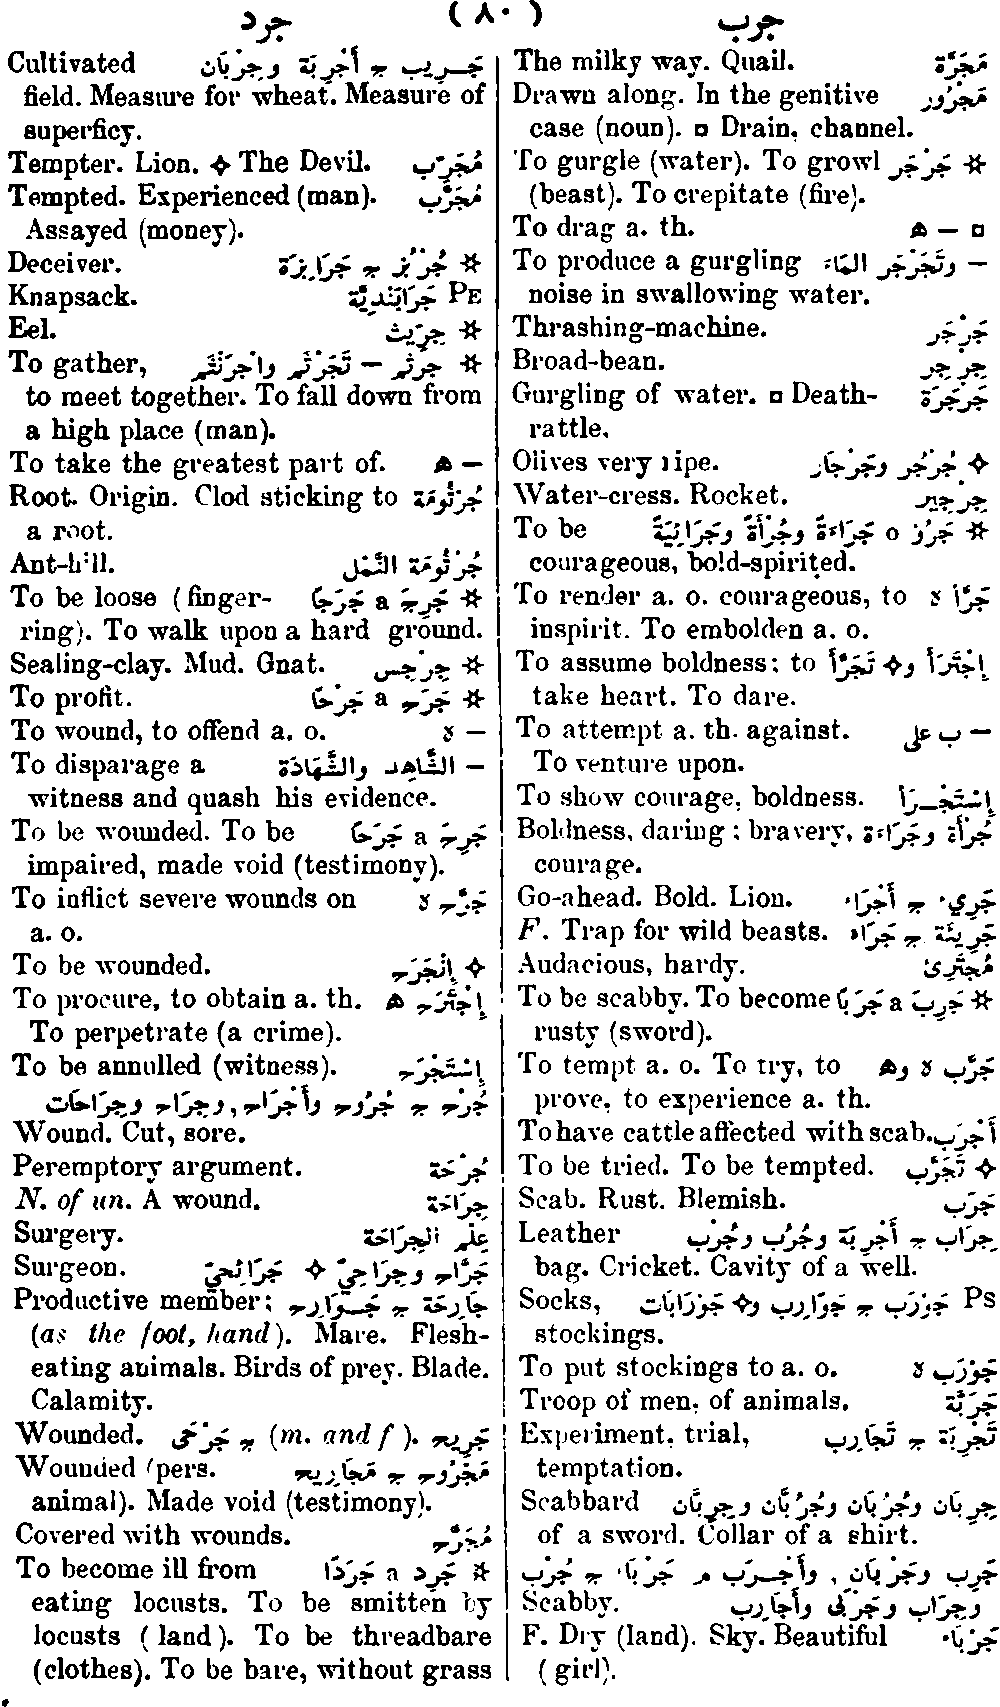 جرب ( ٨٠ ) جرد
The milky way. Quail. مَجَرَّة
Drawn along. In the genitive مَجْرُور
case (noun). ◘ Drain, channel.
To gurgle (water). To growl جَرْجَر ✲
(beast). To crepitate (fire).
To drag a. th. ه — ◘
To produce a gurgling وتَجَرْجَر المَاء —
noise in swallowing water.
Thrashing-machine. جَرْجَر
Broad-bean. جِرْجِر
Gurgling of water. ◘ Death- جَرْجَرَة
rattle.
Olives very ripe. جُرْجُر وجَرْجَار ✧
Water-cress. Rocket. جِرْجِير
To be جَرُؤ o جَرَاءَةً وجُرْأَةً وجَرَائِيَةً ✲
courageous, bold-spirited.
To render a. o. courageous, to جَرَّأ ه
inspirit. To embolden a. o.
To assume boldness; to إِجْتَرَأ و✧ تَجَرَّأ
take heart. To dare.
To attempt a. th. against. ب على —
To venture upon.
To show courage, boldness. إِسْتَجْرَأ
Boldness, daring; bravery, جُرْأَة وجَرَاءَة
courage.
Go-ahead. Bold. Lion. جَرِيء ج أَجْرَاء
F. Trap for wild beasts. جَرِيئَة ج جَرَاء
Audacious, hardy. مُجْتَرِئ
To be scabby. To become جَرِبَ a جَرَبًا ✲
rusty (sword).
To tempt a. o. To try, to جَرَّب ه وه
prove, to experience a. th.
To have cattle affected with scab. أَجْرَب
To be tried. To be tempted. تَجَرَّب ✧
Scab. Rust. Blemish. جَرَب
Leather جِرَاب ج أَجْرِبَة وجُرُب وجُرْب
bag. Cricket. Cavity of a well.
Socks, جَوْرَب ج جَوَارِب و✧ جَوْرَابَات Ps
stockings.
To put stockings to a. o. جَوْرَب ه
Troop of men, of animals. جَرَبَّة
Experiment, trial, تَجْرِبَة ج تَجَارِب
temptation.
Scabbard جِرِبَان وجُرُبَان وجُرُبَّان وجِرِبَّان
of a sword. Collar of a shirt.
جَرِب وجَرْبَان, وأَجْرَب م جَرْبَاء ج جُرْب
Scabby. وجِرَاب وجَرْبَى وأَجَارِب
F. Dry (land). Sky. Beautiful جَرْبَاء
(girl).
Cultivated جَرِيب ج أَجْرِبَة وجُرْبَان
field. Measure for wheat. Measure of
superficy.
Tempter. Lion. ✧ The Devil. مُجَرِّب
Tempted. Experienced (man). مُجَرَّب
Assayed (money).
Deceiver. جُرْبُز ج جَرَابِزَة ✲
Knapsack. جَرَابَنْدِيَّة PE
Eel. جِرِّيث ✲
To gather, جَرْثَم — تَجَرْثَم واجْرَنْثَم ✲
to meet together. To fall down from
a high place (man).
To take the greatest part of. ه —
Root. Origin. Clod sticking to جُرْثُومَة
a root.
Ant-hill. جُرْثُومَة النَّمْل
To be loose (finger- جَرِجَ a جَرَجًا ✲
ring). To walk upon a hard ground.
Sealing-clay. Mud. Gnat. جِرْجِس ✲
To profit. جَرَح a جَرْحًا ✲
To wound, to offend a. o. ه —
To disparage a الشَّاهِد والشَّهَادَة —
witness and quash his evidence.
To be wounded. To be جَرِحَ a جَرَحًا
impaired, made void (testimony).
To inflict severe wounds on جَرَّح ه
a. o.
To be wounded. إِنْجَرَح ✧
To procure, to obtain a. th. إِجْتَرَح ه
To perpetrate (a crime).
To be annulled (witness). إِسْتَجْرَح
جُرْح ج جُرُوح وأَجْرَاح, وجِرَاح وجِرَاحَات
Wound. Cut, sore.
Peremptory argument. جُرْحَة
N. of un. A wound. جِرَاحَة
Surgery. عِلْم الجِرَاحَة
Surgeon. جَرَّاح وجِرَاحِيّ ✧ جَرَائِحِيّ
Productive member; جَارِحَة ج جَوَارِح
(as the foot, hand). Mare. Flesh-
eating animals. Birds of prey. Blade.
Calamity.
Wounded. جَرِيح (m. and f). ج جَرْحَى
Wounded (pers. مَجْرُوح ج مَجَارِيح
animal). Made void (testimony).
Covered with wounds. مُجَرَّح
To become ill from جَرِد a جَرَدًا ✲
eating locusts. To be smitten by
locusts (land). To be threadbare
(clothes). To be bare, without grass